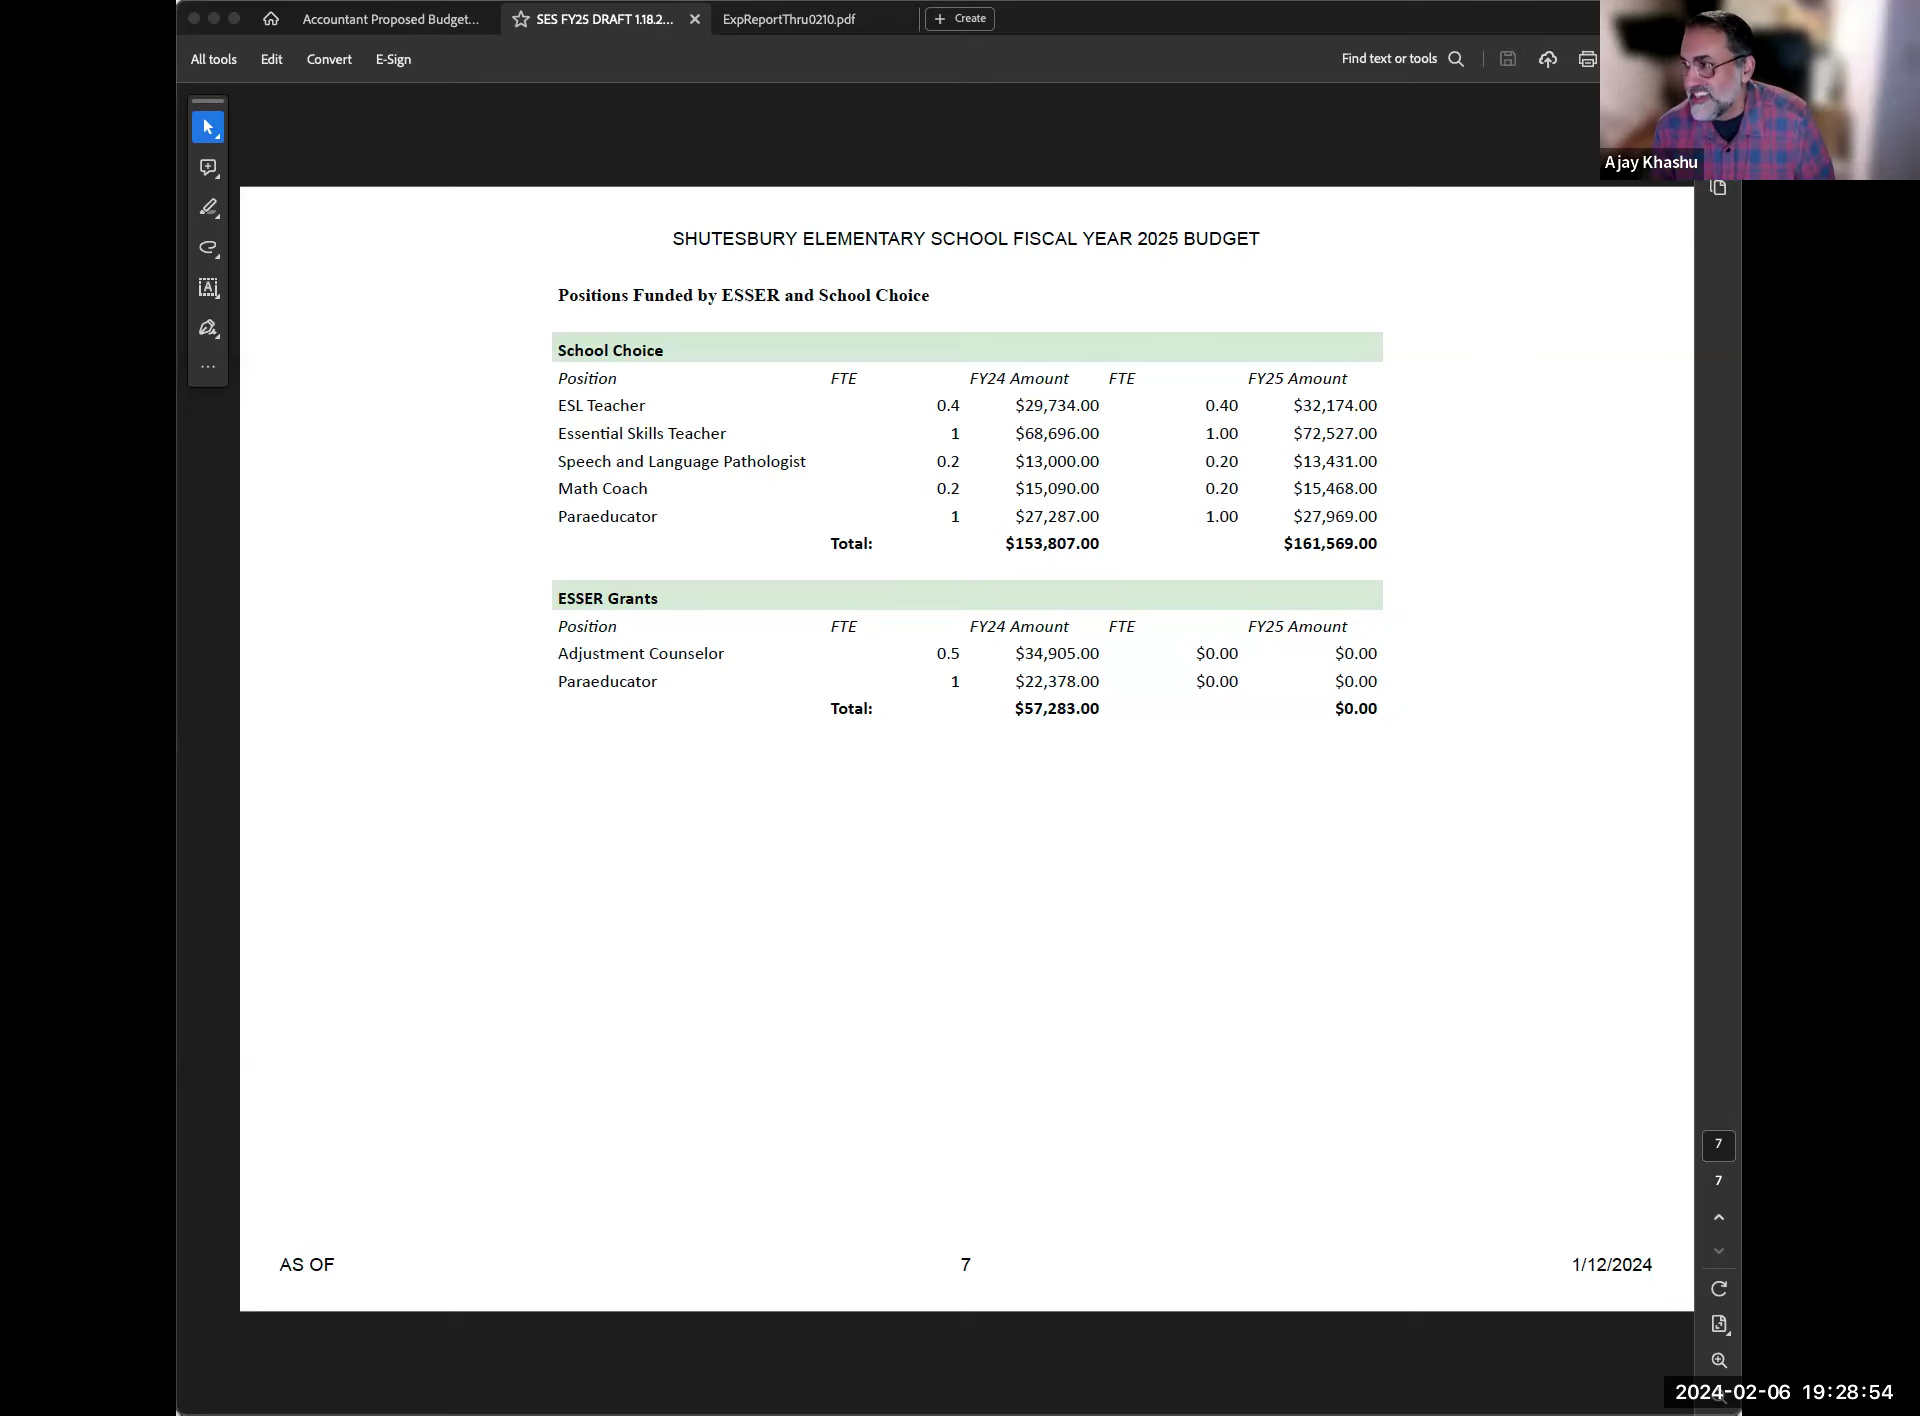 Accountant Proposed Budget...
SES FY25 DRAFT 1.18.2...
ExpReportThru0210.pdf
Create
All tools
Edit
Convert
E-Sign
Find text or tools
Ajay Khashu
SHUTESBURY ELEMENTARY SCHOOL FISCAL YEAR 2025 BUDGET
Positions Funded by ESSER and School Choice
School Choice
Position FTE FY24 Amount FTE FY25 Amount
ESL Teacher 0.4 $29,734.00 0.40 $32,174.00
Essential Skills Teacher 1 $68,696.00 1.00 $72,527.00
Speech and Language Pathologist 0.2 $13,000.00 0.20 $13,431.00
Math Coach 0.2 $15,090.00 0.20 $15,468.00
Paraeducator 1 $27,287.00 1.00 $27,969.00
Total: $153,807.00 $161,569.00
ESSER Grants
Position FTE FY24 Amount FTE FY25 Amount
Adjustment Counselor 0.5 $34,905.00 $0.00 $0.00
Paraeducator 1 $22,378.00 $0.00 $0.00
Total: $57,283.00 $0.00
7
7
AS OF 7 1/12/2024
2024-02-06 19:28:54